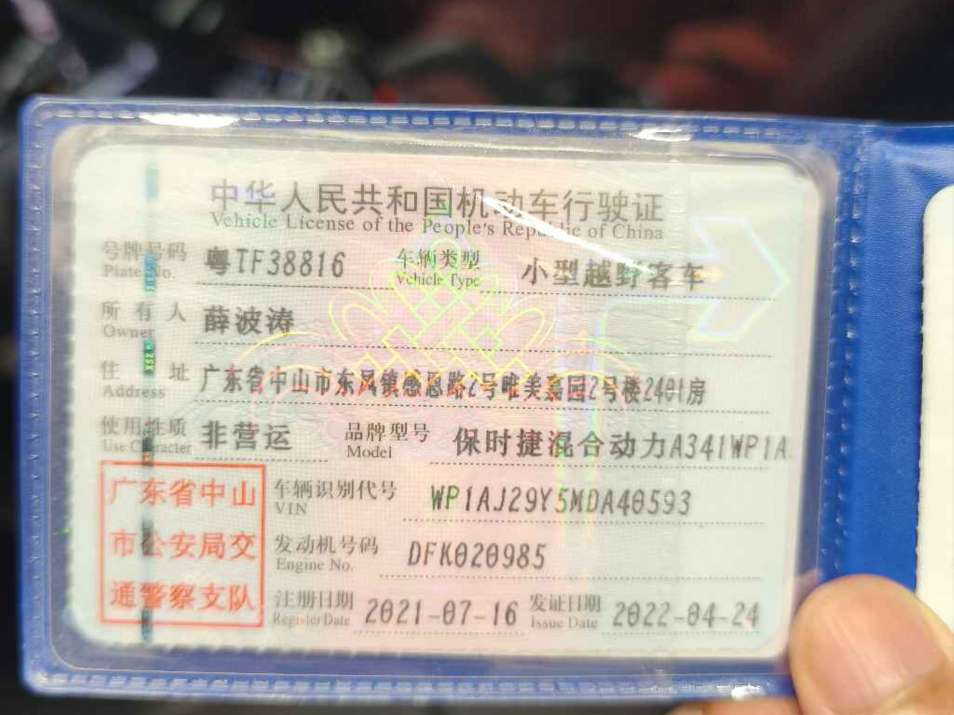 中华人民共和国机动车行驶证
Vehicle License of the People's Republic of China
号牌号码 粤TF38816 车辆类型 小型越野客车
Plate No. Vehicle Type
所有人 薛波涛
Owner
住址 广东省中山市东凤镇感恩路2号唯美嘉园2号楼2401房
Address
使用性质 非营运 品牌型号 保时捷混合动力A341WP1A
Use Character Model
广东省中山 车辆识别代号 WP1AJ29Y5MDA40593
VIN
市公安局交 发动机号码 DFK020985
Engine No.
通警察支队 注册日期 2021-07-16 发证日期 2022-04-24
Register Date Issue Date